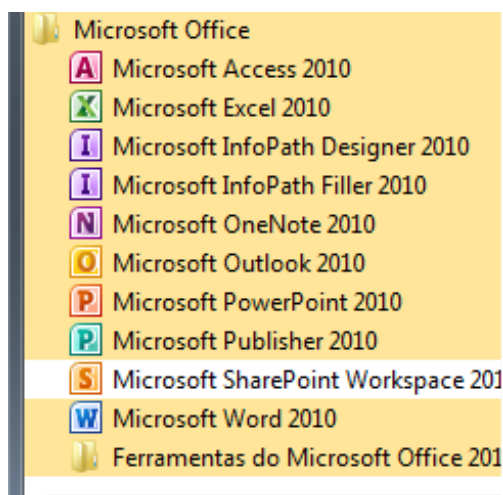 Microsoft Office
A Microsoft Access 2010
X Microsoft Excel 2010
I Microsoft InfoPath Designer 2010
I Microsoft InfoPath Filler 2010
N Microsoft OneNote 2010
O Microsoft Outlook 2010
P Microsoft PowerPoint 2010
P Microsoft Publisher 2010
S Microsoft SharePoint Workspace 201
W Microsoft Word 2010
Ferramentas do Microsoft Office 201